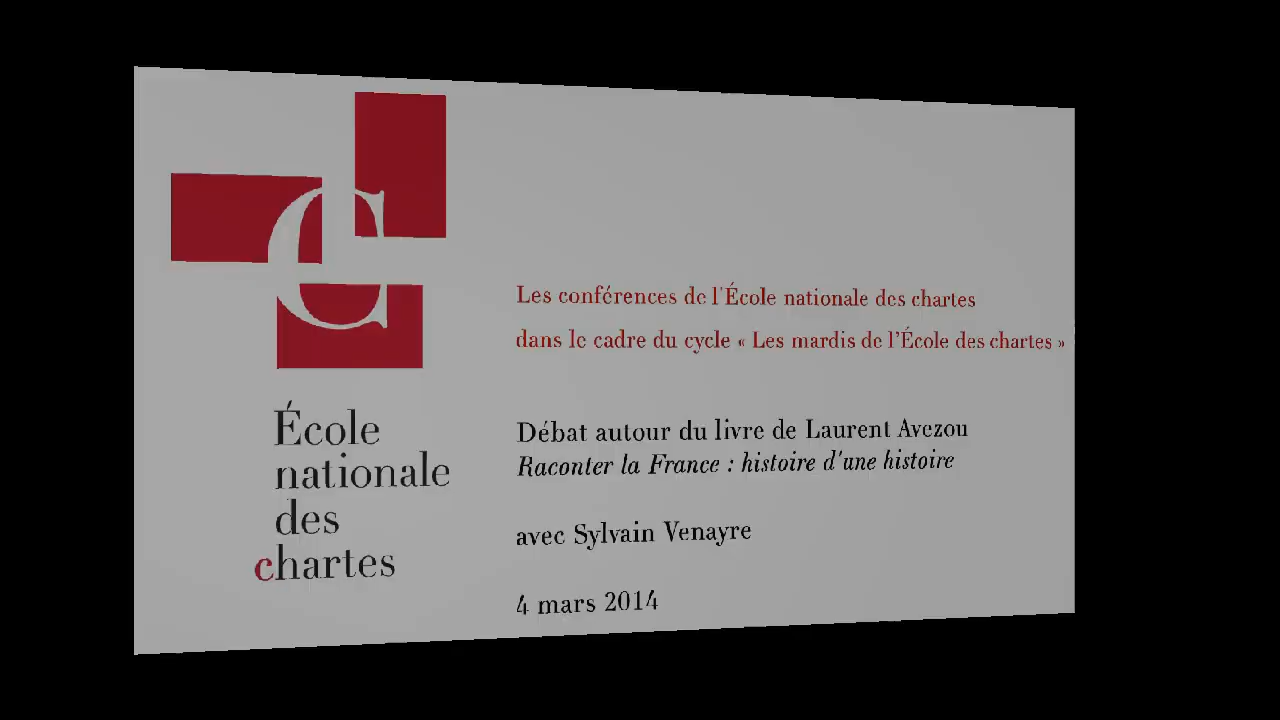 C
École
nationale
des
chartes
Les conférences de l'École nationale des chartes
dans le cadre du cycle « Les mardis de l'École des chartes »
Débat autour du livre de Laurent Avezou
Raconter la France : histoire d'une histoire
avec Sylvain Venayre
4 mars 2014